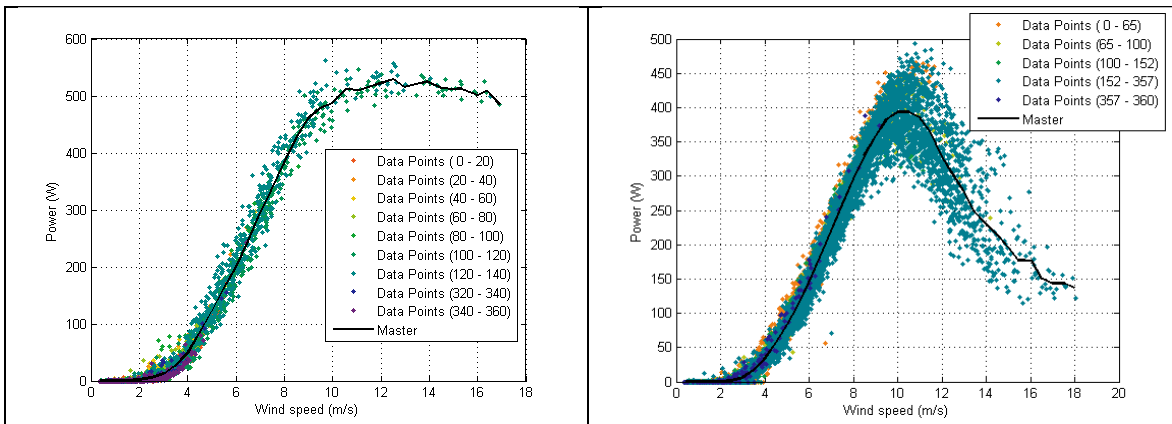 600
500
400
300
200
100
0
Power (W)
0 2 4 6 8 10 12 14 16 18
Wind speed (m/s)
Data Points ( 0 - 20)
Data Points (20 - 40)
Data Points (40 - 60)
Data Points (60 - 80)
Data Points (80 - 100)
Data Points (100 - 120)
Data Points (120 - 140)
Data Points (320 - 340)
Data Points (340 - 360)
Master
500
450
400
350
300
250
200
150
100
50
0
Power (W)
0 2 4 6 8 10 12 14 16 18 20
Wind speed (m/s)
Data Points ( 0 - 65)
Data Points (65 - 100)
Data Points (100 - 152)
Data Points (152 - 357)
Data Points (357 - 360)
Master